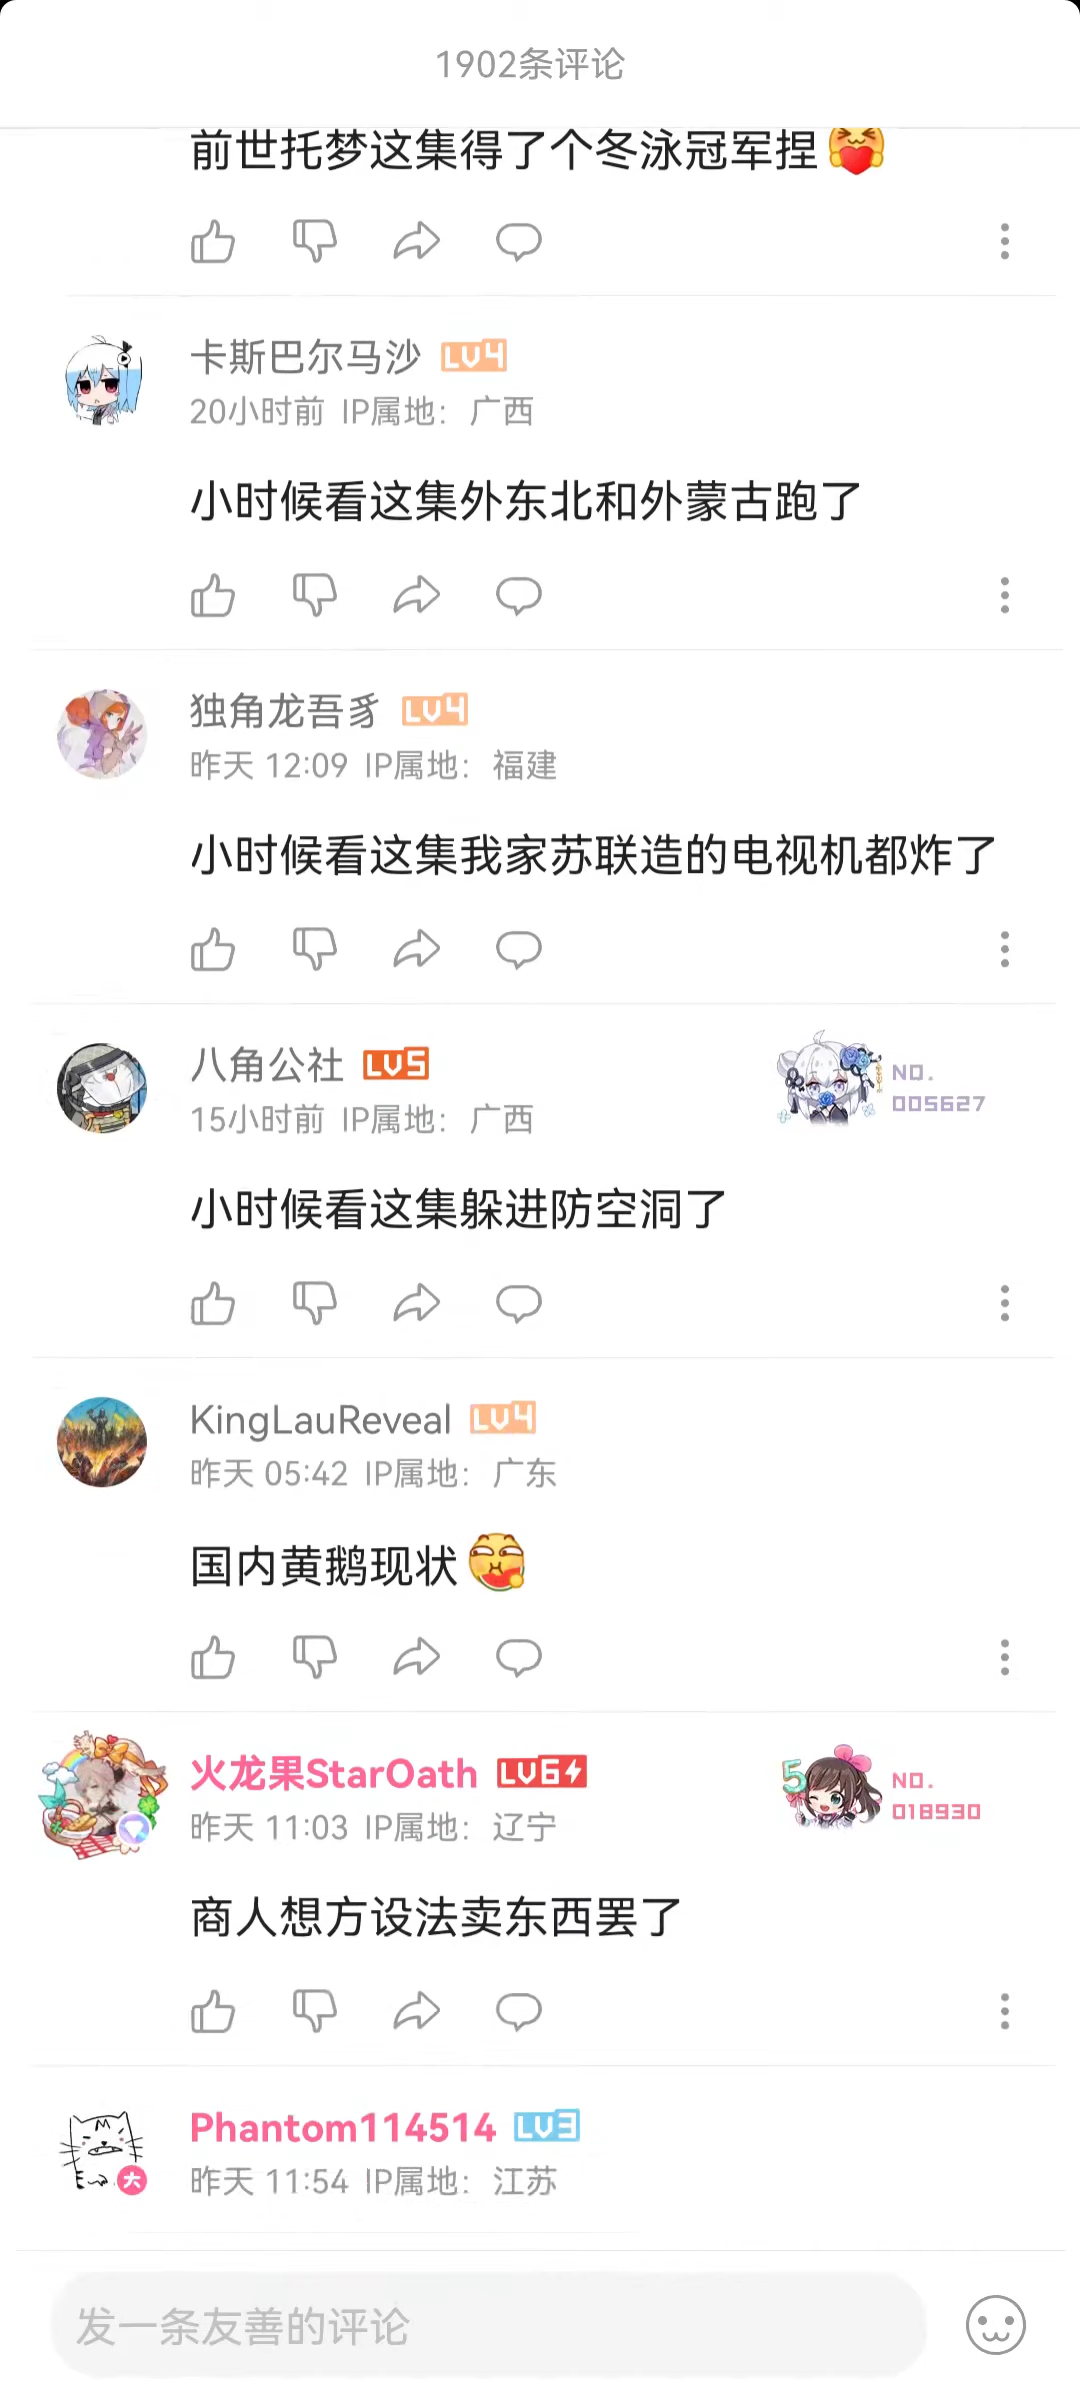 1902条评论
前世托梦这集得了个冬泳冠军捏
卡斯巴尔马沙 LV4
20小时前 IP属地：广西
小时候看这集外东北和外蒙古跑了
独角龙吾豸 LV4
昨天 12:09 IP属地：福建
小时候看这集我家苏联造的电视机都炸了
八角公社 LV5
15小时前 IP属地：广西
NO.
005627
小时候看这集躲进防空洞了
KingLauReveal LV4
昨天 05:42 IP属地：广东
国内黄鹅现状
火龙果StarOath LV6
昨天 11:03 IP属地：辽宁
5
NO.
018930
商人想方设法卖东西罢了
Phantom114514 LV3
大
昨天 11:54 IP属地：江苏
发一条友善的评论